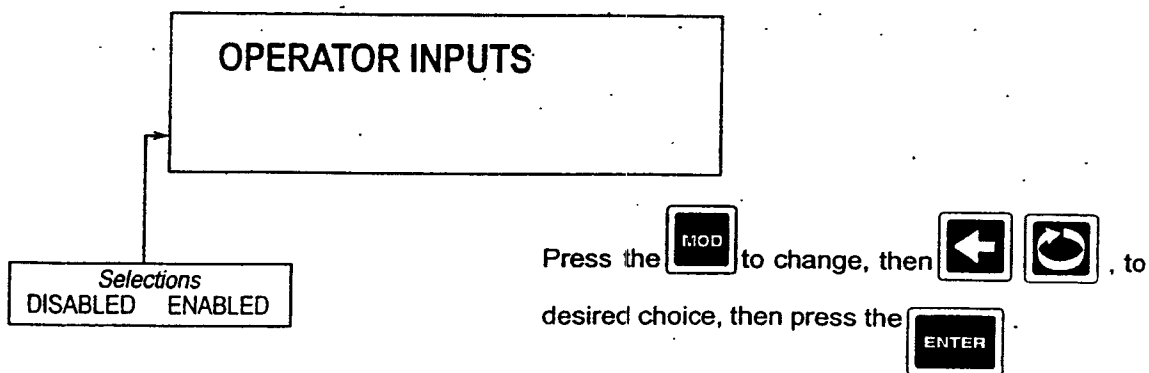 OPERATOR INPUTS
Selections
DISABLED ENABLED
Press the MOD to change, then , to
desired choice, then press the ENTER .